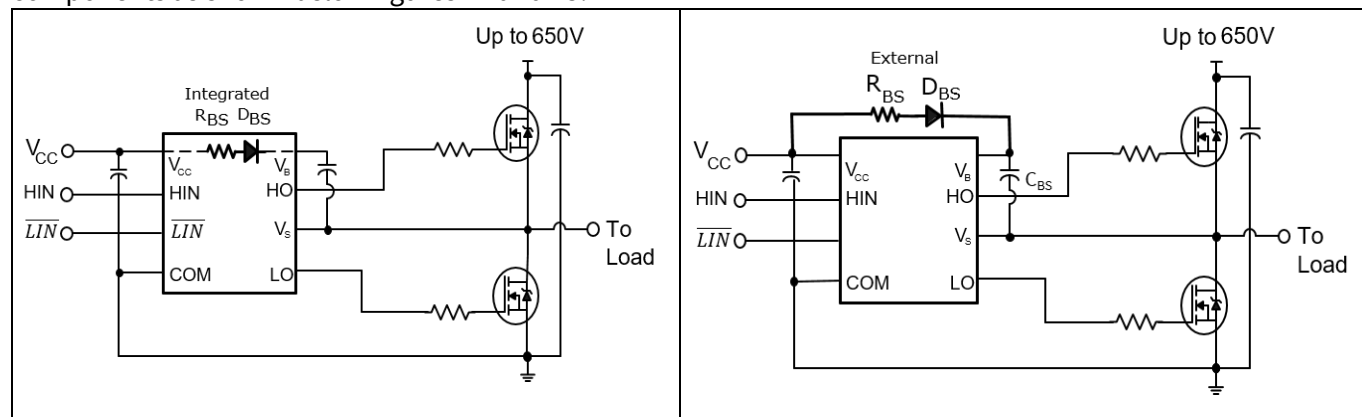 Up to 650V
Integrated
RBS DBS
VCC
VCC
VB
HIN
HIN
HO
LIN
LIN
VS
To
Load
COM
LO
Up to 650V
External
RBS
DBS
VCC
VCC
VB
CBS
HIN
HIN
HO
LIN
VS
To
Load
COM
LO